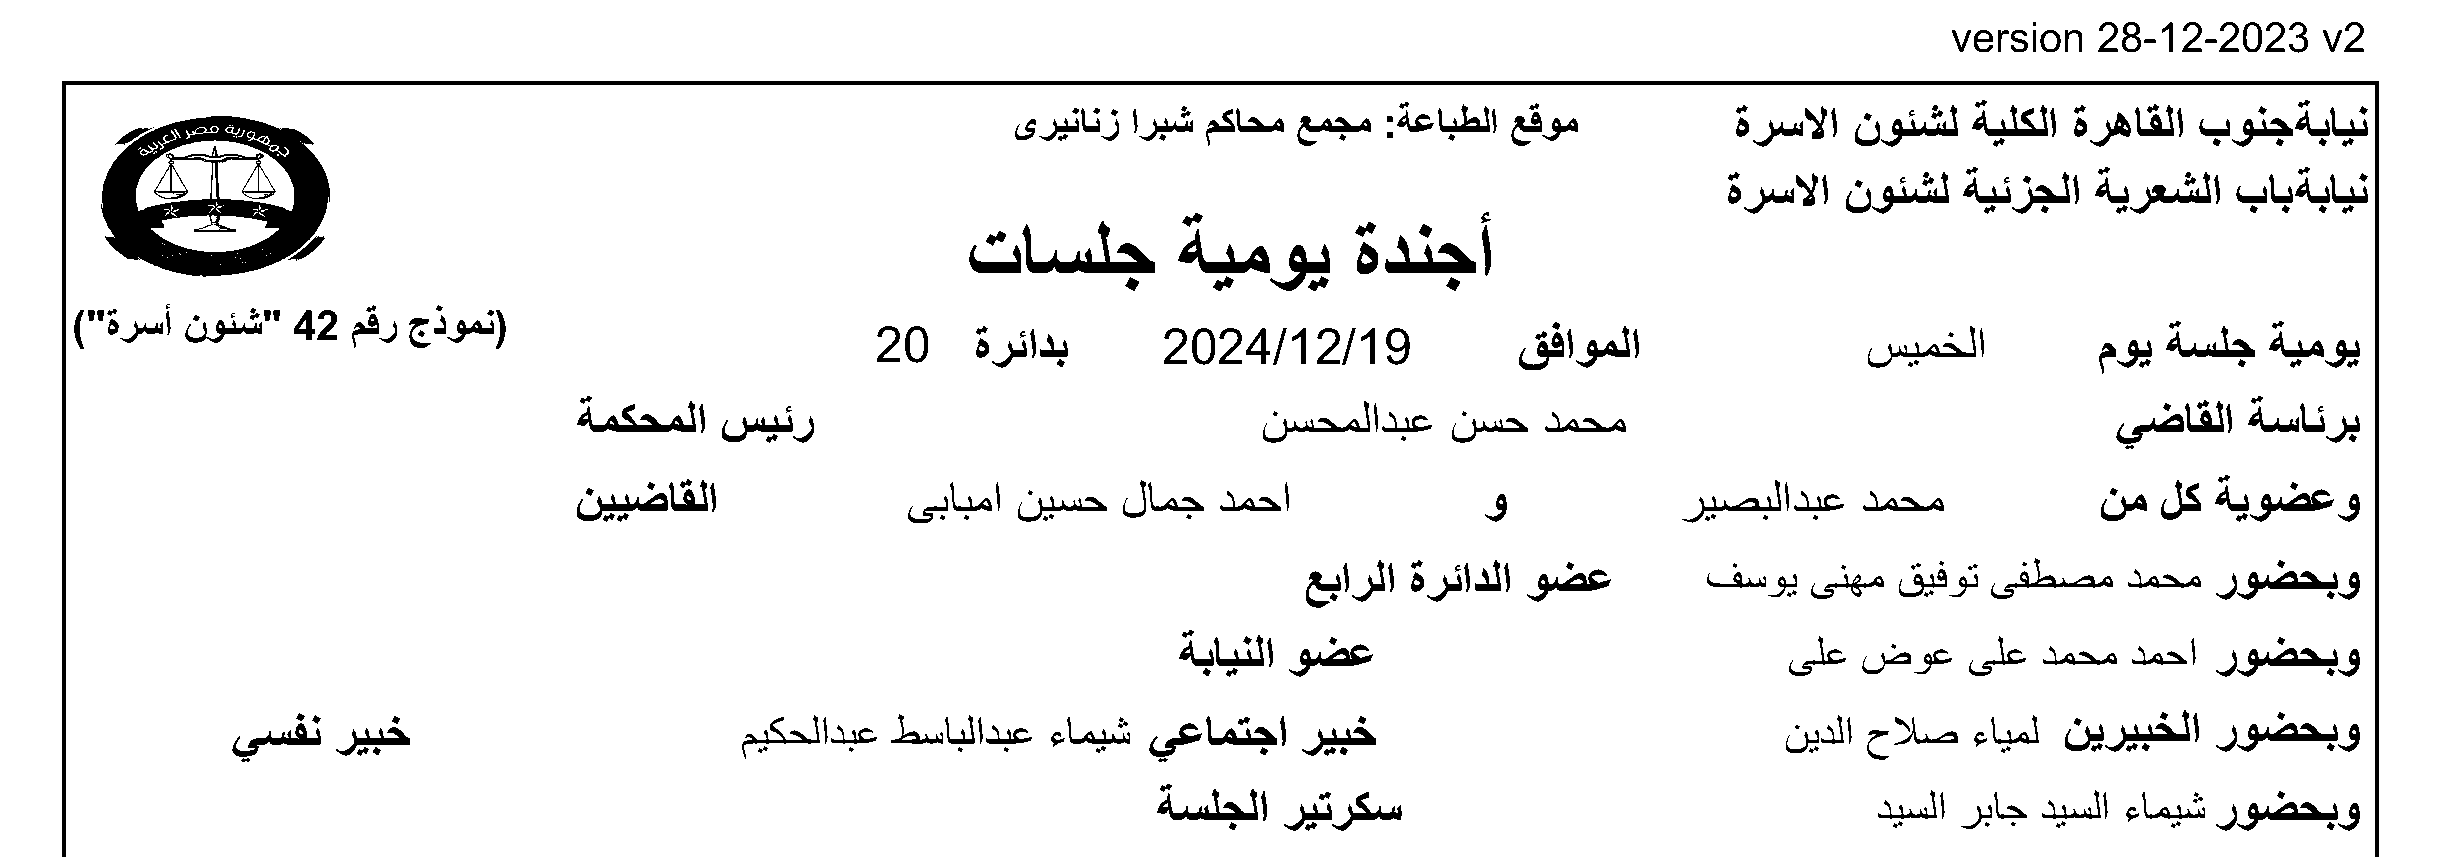 version 28-12-2023 v2
نيابةجنوب القاهرة الكلية لشئون الاسرة موقع الطباعة: مجمع محاكم شبرا زنانيرى
جمهورية مصر العربية
نيابةباب الشعرية الجزئية لشئون الاسرة
أجندة يومية جلسات
(نموذج رقم 42 "شئون أسرة")
يومية جلسة يوم الخميس الموافق 2024/12/19 بدائرة 20
برئاسة القاضي محمد حسن عبدالمحسن رئيس المحكمة
وعضوية كل من محمد عبدالبصير و احمد جمال حسين امبابى القاضيين
وبحضور محمد مصطفى توفيق مهنى يوسف عضو الدائرة الرابع
وبحضور احمد محمد على عوض على عضو النيابة
وبحضور الخبيرين لمياء صلاح الدين خبير اجتماعي شيماء عبدالباسط عبدالحكيم خبير نفسي
وبحضور شيماء السيد جابر السيد سكرتير الجلسة